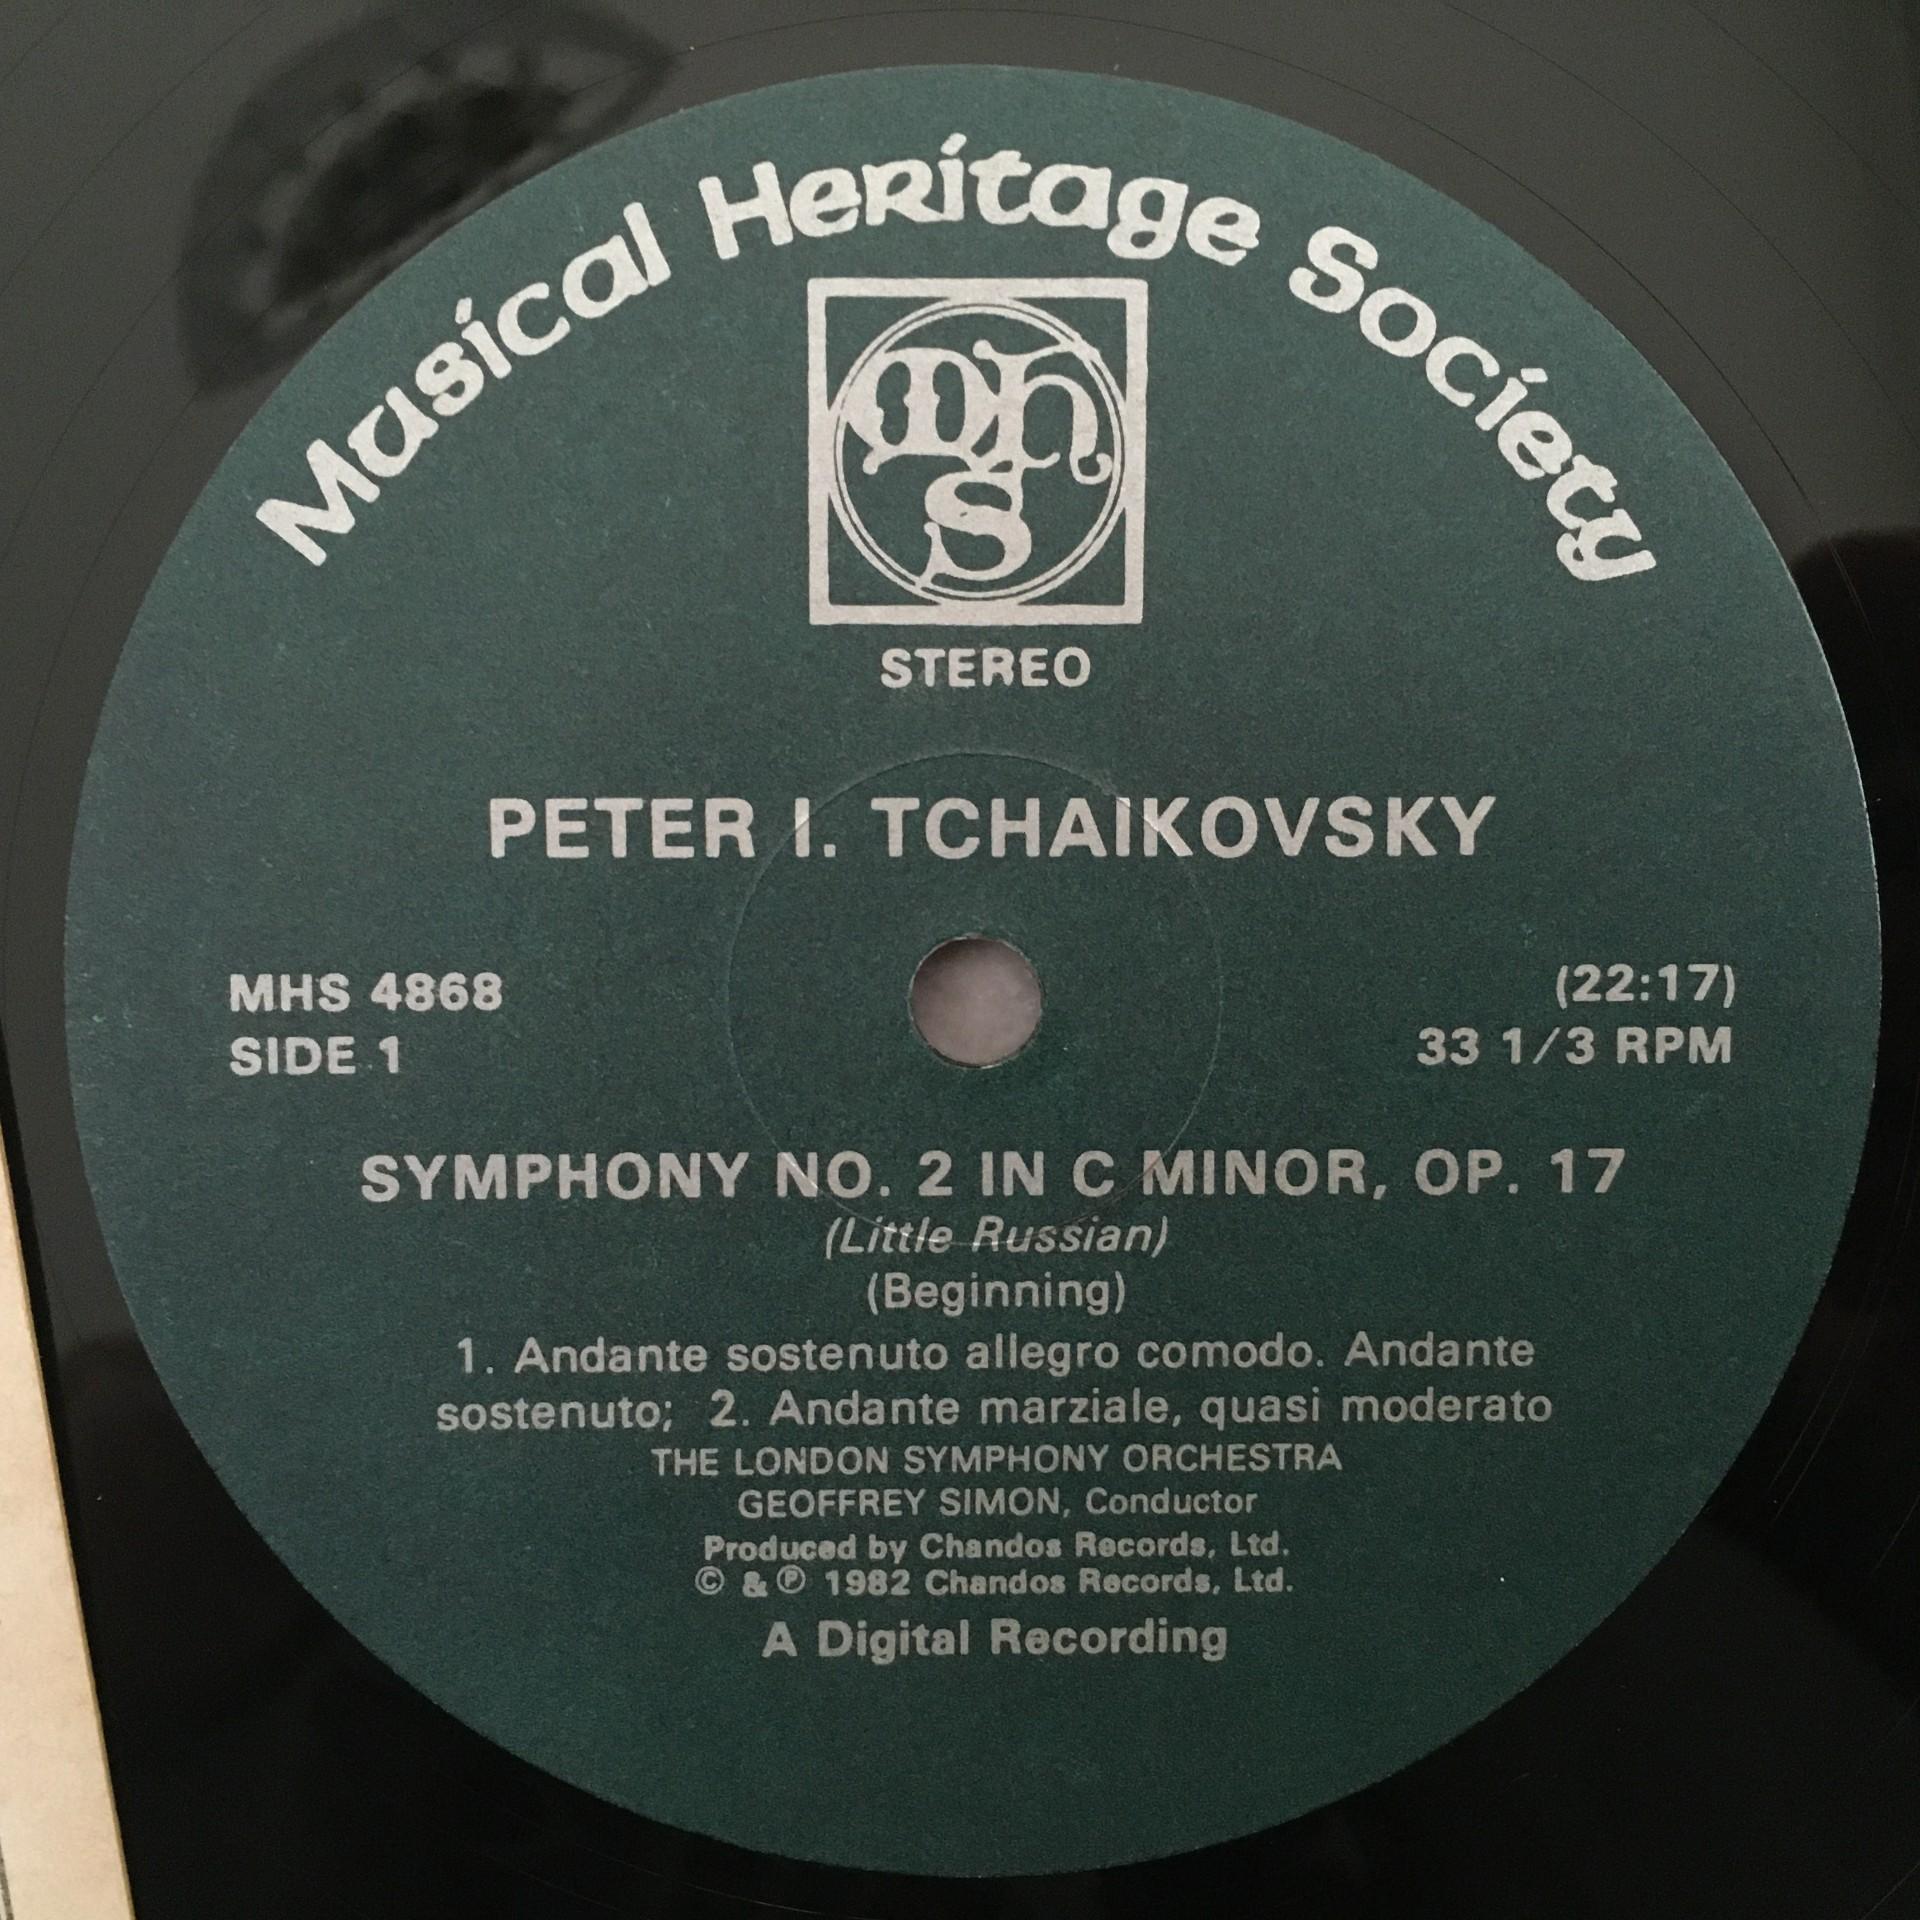 Musical Heritage Society
mhs
STEREO
PETER I. TCHAIKOVSKY
MHS 4868
SIDE 1
(22:17)
33 1/3 RPM
SYMPHONY NO. 2 IN C MINOR, OP. 17
(Little Russian)
(Beginning)
1. Andante sostenuto allegro comodo. Andante
sostenuto; 2. Andante marziale, quasi moderato
THE LONDON SYMPHONY ORCHESTRA
GEOFFREY SIMON, Conductor
Produced by Chandos Records, Ltd.
© & ℗ 1982 Chandos Records, Ltd.
A Digital Recording